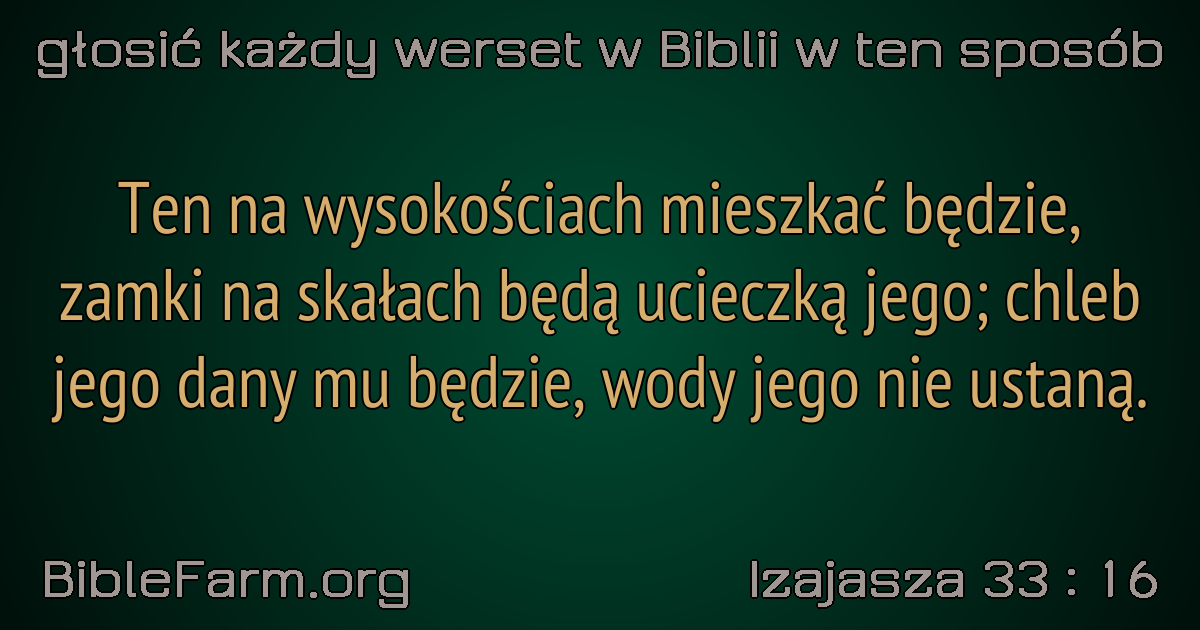 głosić każdy werset w Biblii w ten sposób
Ten na wysokościach mieszkać będzie,
zamki na skałach będą ucieczką jego; chleb
jego dany mu będzie, wody jego nie ustaną.
BibleFarm.org
Izajasza 33 : 16